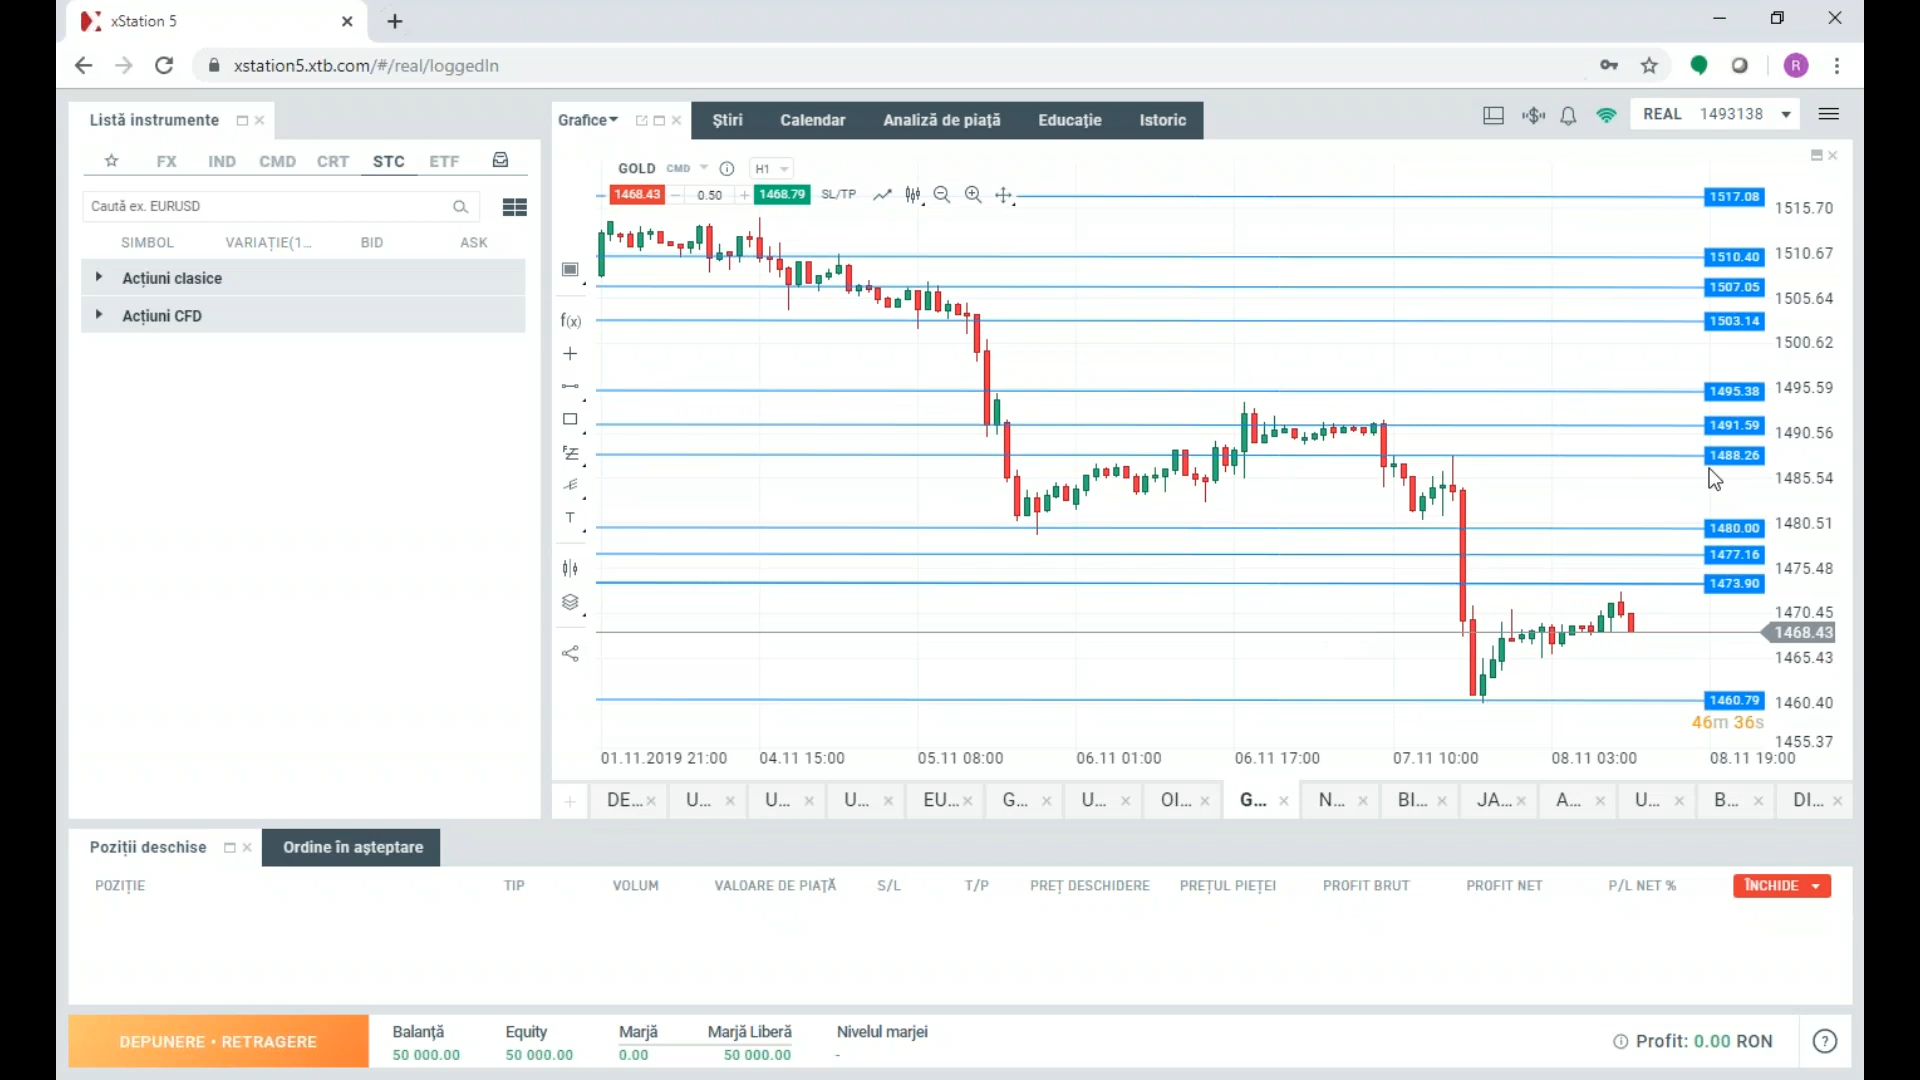 xStation 5
xstation5.xtb.com/#/real/loggedIn
R
Listă instrumente
Grafice
Știri
Calendar
Analiză de piață
Educație
Istoric
REAL 1493138
FX IND CMD CRT STC ETF
Caută ex. EURUSD
SIMBOL VARIAȚIE(1... BID ASK
Acțiuni clasice
Acțiuni CFD
GOLD CMD H1
1468.43 0.50 1468.79 SL/TP
f(x)
T
1517.08
1515.70
1510.40
1510.67
1507.05
1505.64
1503.14
1500.62
1495.38
1495.59
1491.59
1490.56
1488.26
1485.54
1480.00
1480.51
1477.16
1475.48
1473.90
1470.45
1468.43
1465.43
1460.79
1460.40
46m 36s
1455.37
01.11.2019 21:00 04.11 15:00 05.11 08:00 06.11 01:00 06.11 17:00 07.11 10:00 08.11 03:00 08.11 19:00
DE... U... U... U... EU... G... U... OI... G... N... BI... JA... A... U... B... DI...
Poziții deschise
Ordine în așteptare
POZIȚIE TIP VOLUM VALOARE DE PIAȚĂ S/L T/P PREȚ DESCHIDERE PREȚUL PIEȚEI PROFIT BRUT PROFIT NET P/L NET % ÎNCHIDE
DEPUNERE • RETRAGERE
Balanță Equity Marjă Marjă Liberă Nivelul marjei
50 000.00 50 000.00 0.00 50 000.00 -
Profit: 0.00 RON
?